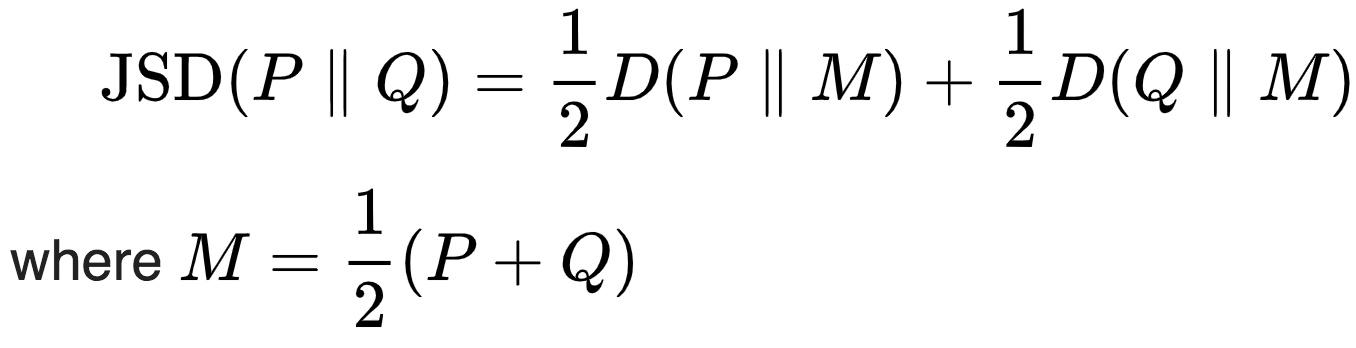 JSD(P ∥ Q) = 1/2 D(P ∥ M) + 1/2 D(Q ∥ M)
where M = 1/2 (P + Q)